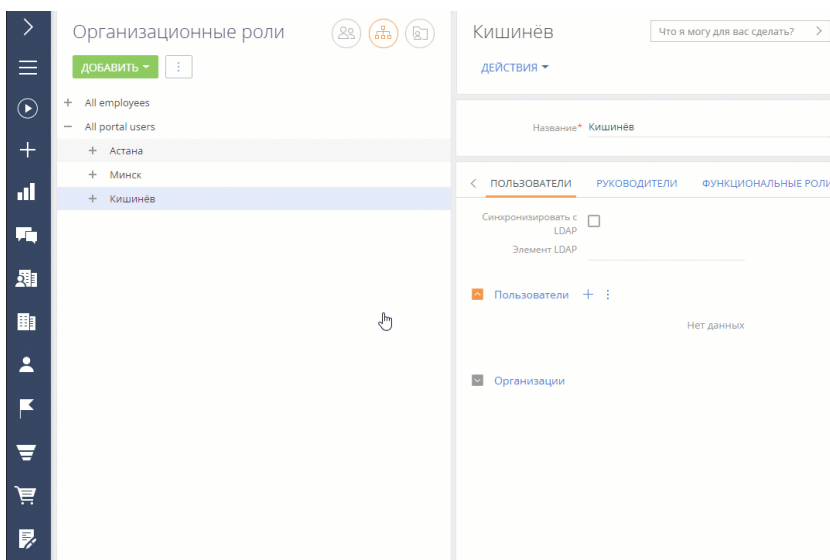 Организационные роли
ДОБАВИТЬ
All employees
All portal users
Астана
Минск
Кишинёв
Кишинёв
Что я могу для вас сделать?
ДЕЙСТВИЯ
Название* Кишинёв
ПОЛЬЗОВАТЕЛИ РУКОВОДИТЕЛИ ФУНКЦИОНАЛЬНЫЕ РОЛИ
Синхронизировать с
LDAP
Элемент LDAP
Пользователи
Нет данных
Организации